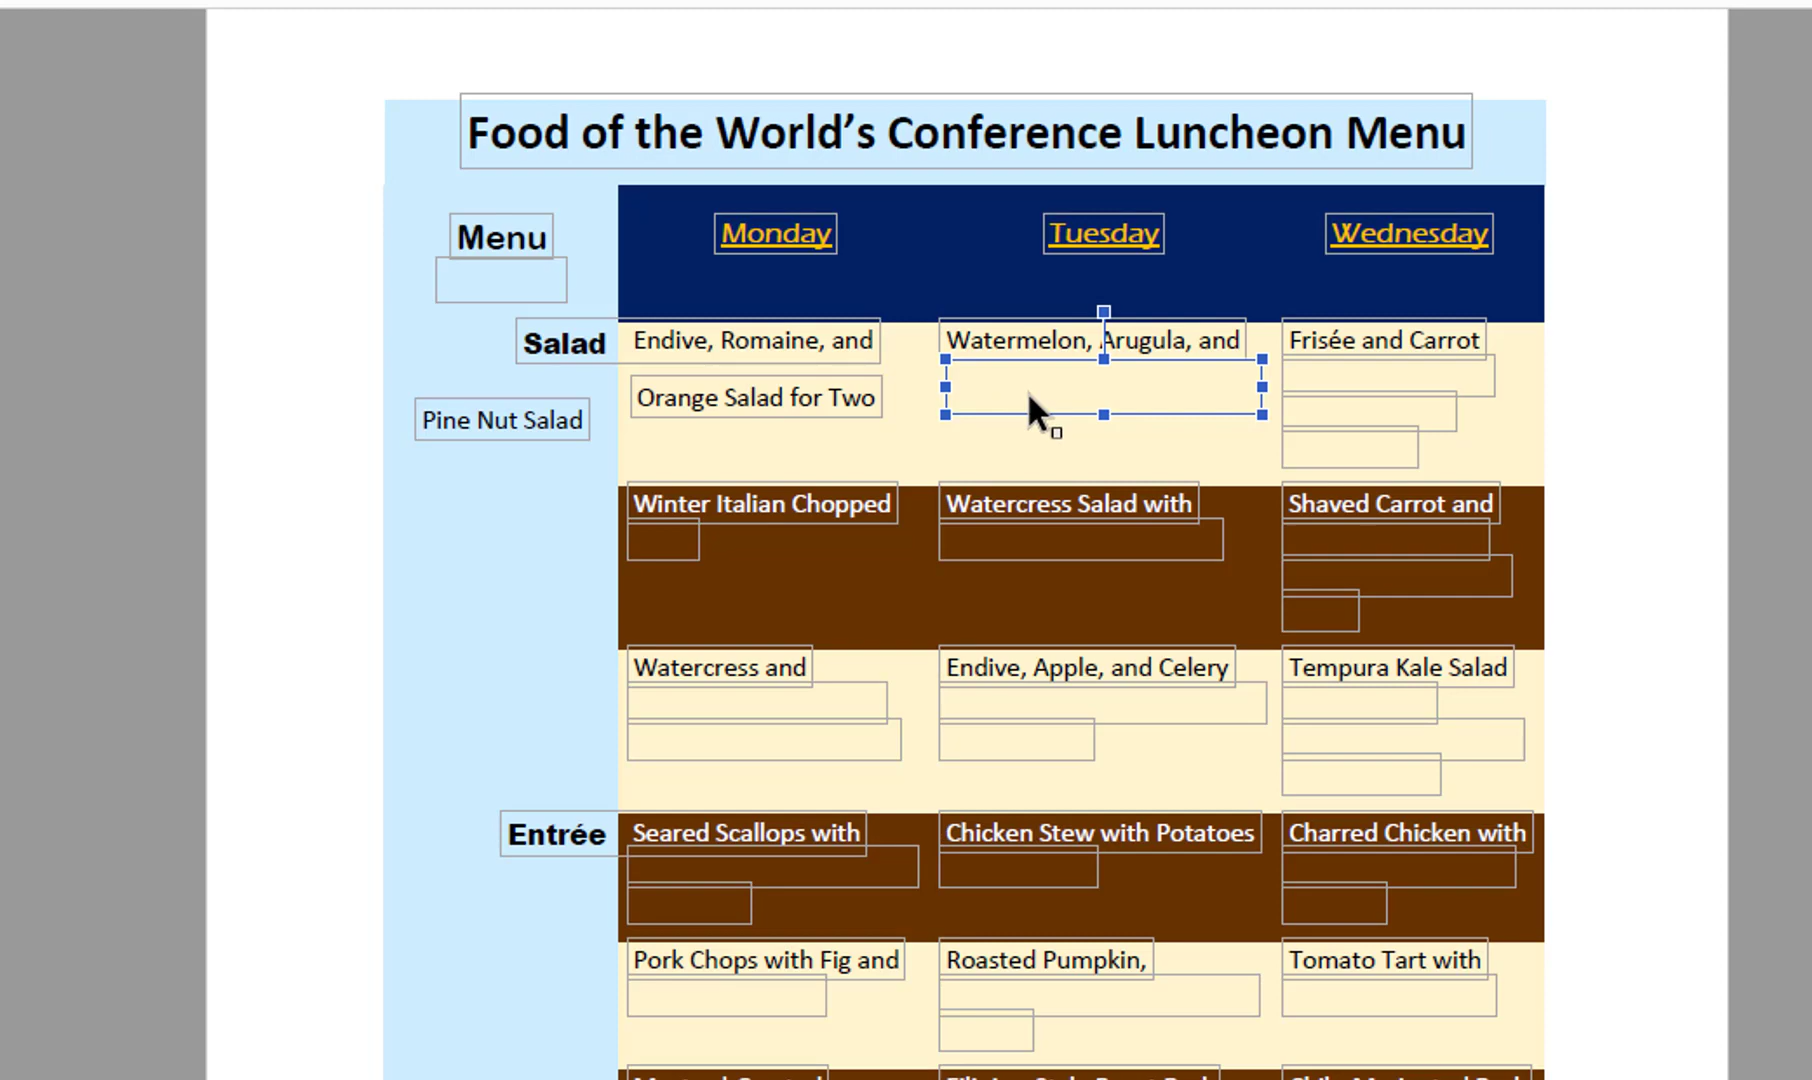 Food of the World’s Conference Luncheon Menu
Menu
Monday
Tuesday
Wednesday
Salad
Endive, Romaine, and
Orange Salad for Two
Watermelon, Arugula, and
Frisée and Carrot
Pine Nut Salad
Winter Italian Chopped
Watercress Salad with
Shaved Carrot and
Watercress and
Endive, Apple, and Celery
Tempura Kale Salad
Entrée
Seared Scallops with
Chicken Stew with Potatoes
Charred Chicken with
Pork Chops with Fig and
Roasted Pumpkin,
Tomato Tart with